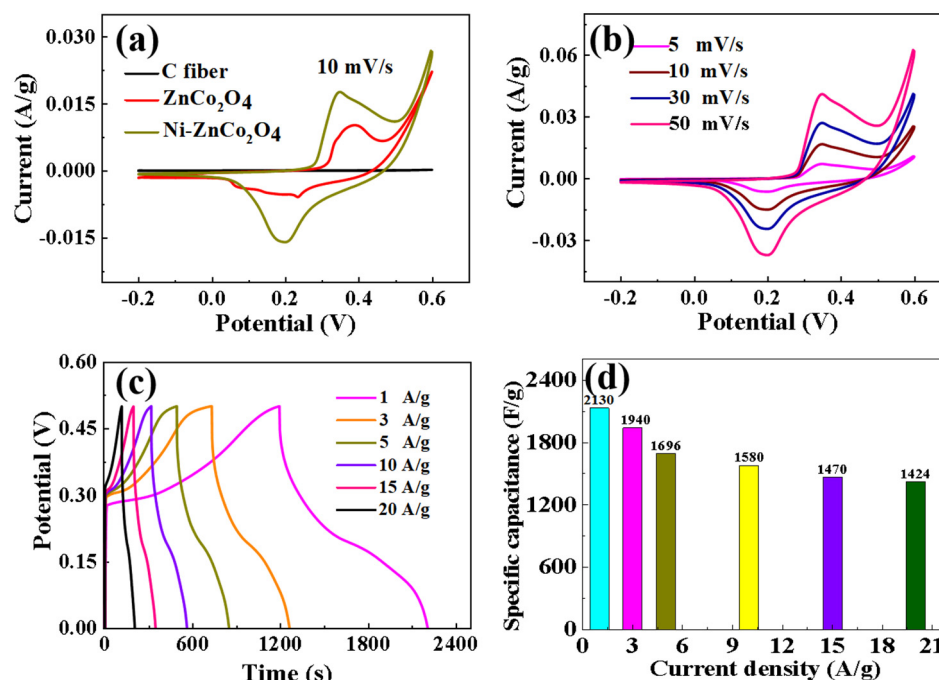 (a)
10 mV/s
C fiber
ZnCo₂O₄
Ni-ZnCo₂O₄
Current (A/g)
0.030
0.015
0.000
-0.015
-0.2 0.0 0.2 0.4 0.6
Potential (V)
(b)
5 mV/s
10 mV/s
30 mV/s
50 mV/s
Current (A/g)
0.06
0.03
0.00
-0.03
-0.2 0.0 0.2 0.4 0.6
Potential (V)
(c)
1 A/g
3 A/g
5 A/g
10 A/g
15 A/g
20 A/g
Potential (V)
0.60
0.45
0.30
0.15
0.00
0 600 1200 1800 2400
Time (s)
(d)
Specific capacitance (F/g)
2400
1800
1200
600
0
2130
1940
1696
1580
1470
1424
3 6 9 12 15 18 21
Current density (A/g)